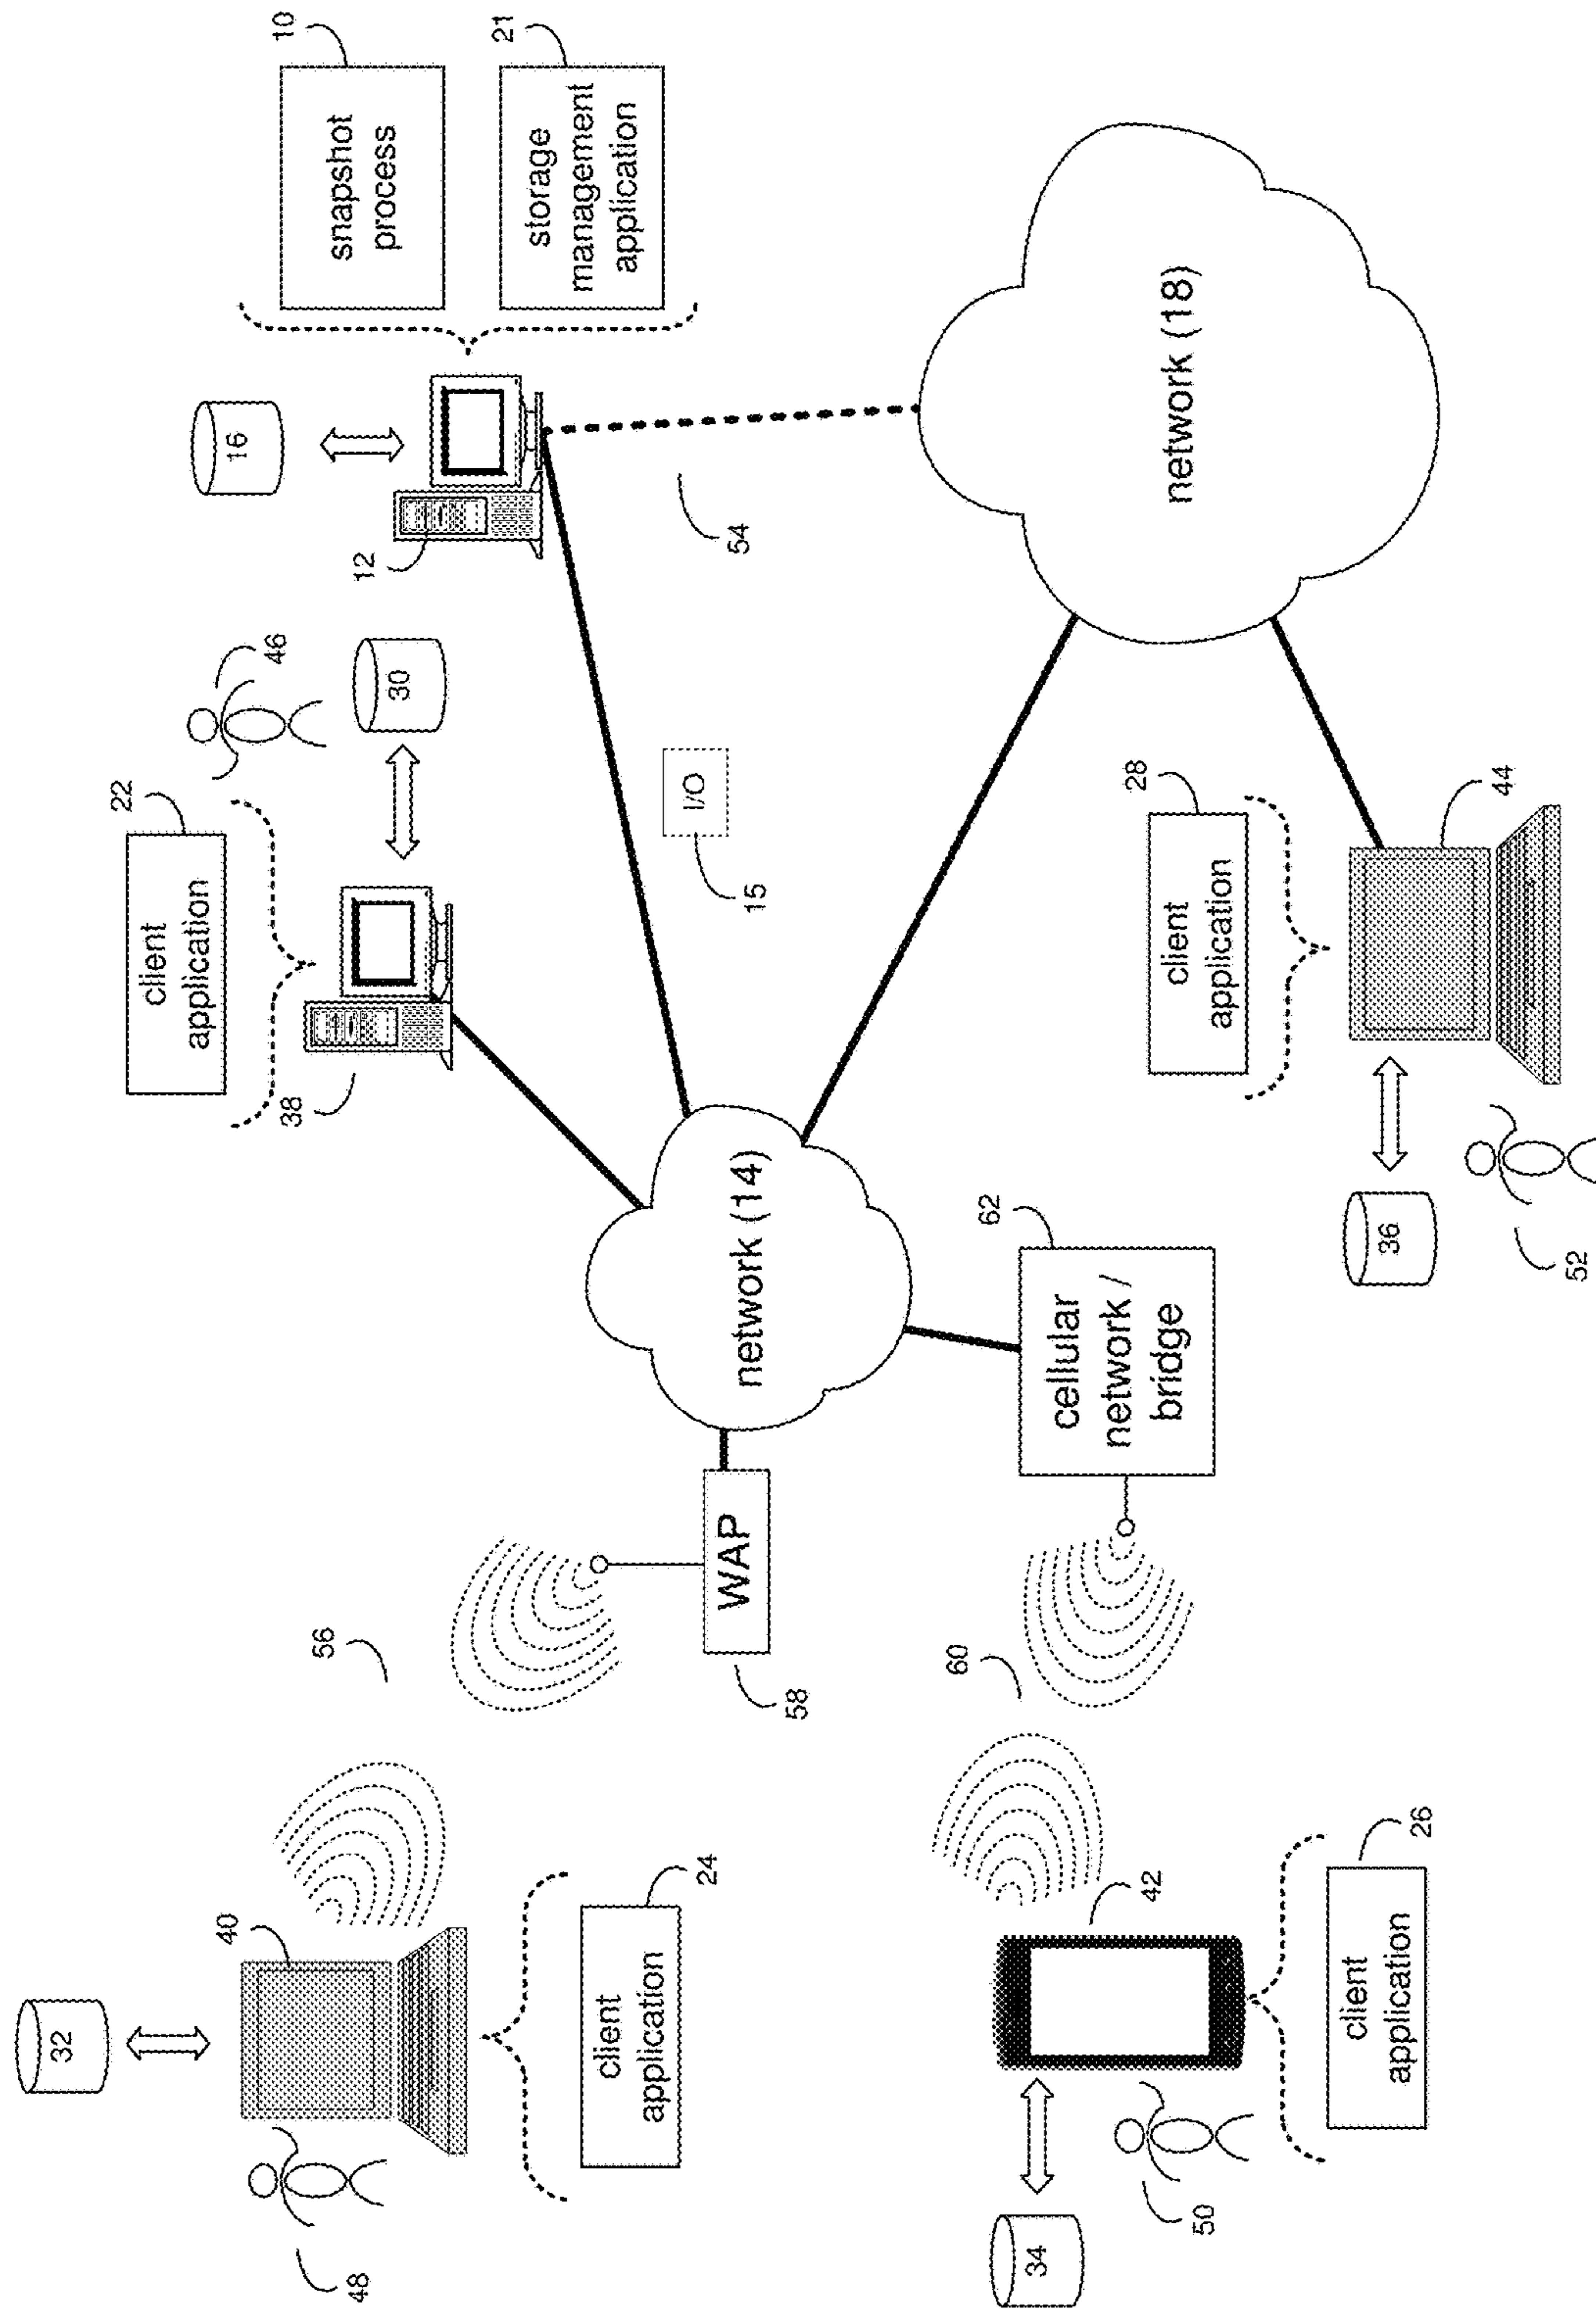 32
40
48
client
application
24
56
WAP
58
client
application
22
38
46
30
16
12
snapshot
process
10
storage
management
application
21
54
I/O
15
network (14)
network (18)
34
42
50
client
application
26
60
cellular
network /
bridge
62
client
application
28
44
36
52